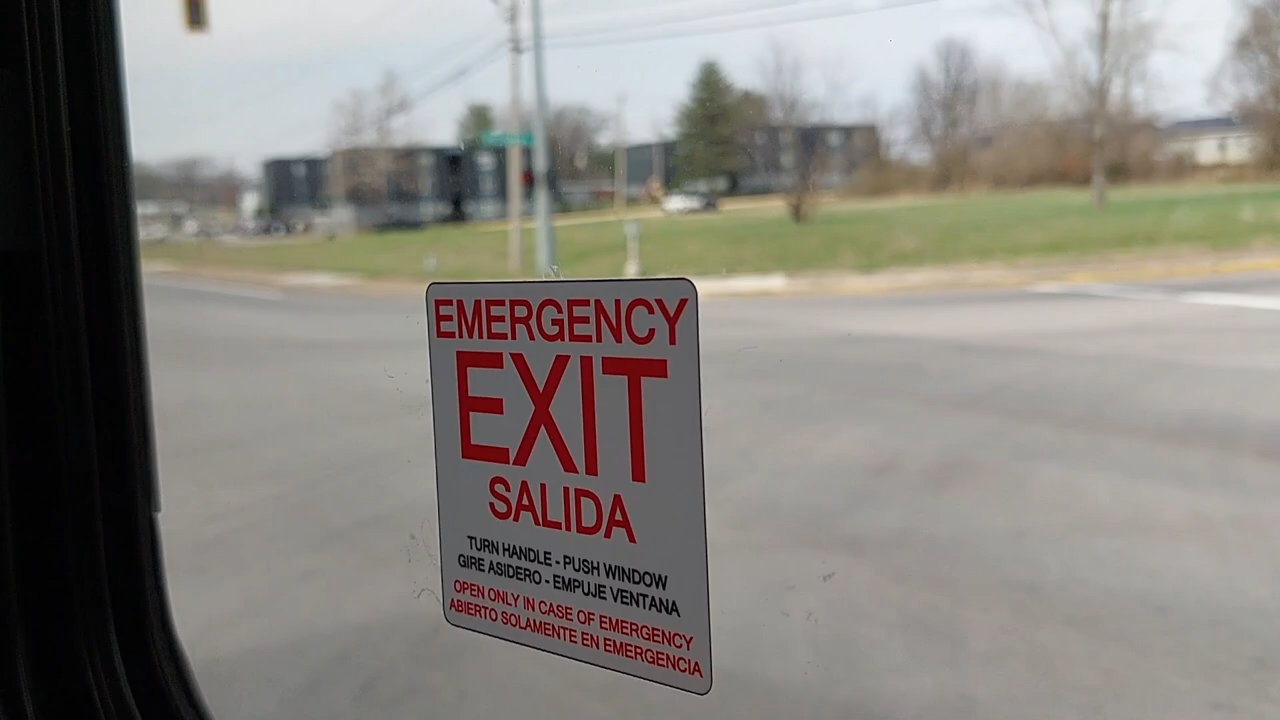 EMERGENCY
EXIT
SALIDA
TURN HANDLE - PUSH WINDOW
GIRE ASIDERO - EMPUJE VENTANA
OPEN ONLY IN CASE OF EMERGENCY
ABIERTO SOLAMENTE EN EMERGENCIA